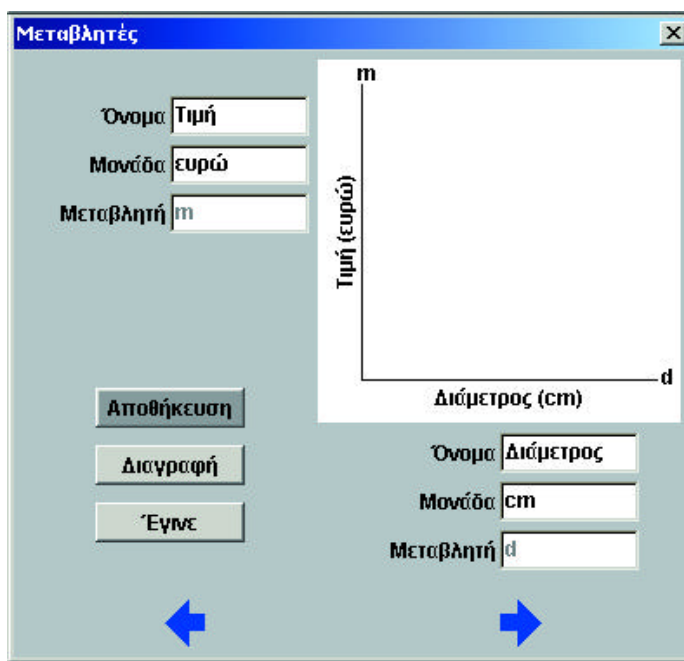 Μεταβλητές
Όνομα Τιμή
Μονάδα ευρώ
Μεταβλητή m
m
Τιμή (ευρώ)
d
Διάμετρος (cm)
Αποθήκευση
Διαγραφή
Έγινε
Όνομα Διάμετρος
Μονάδα cm
Μεταβλητή d